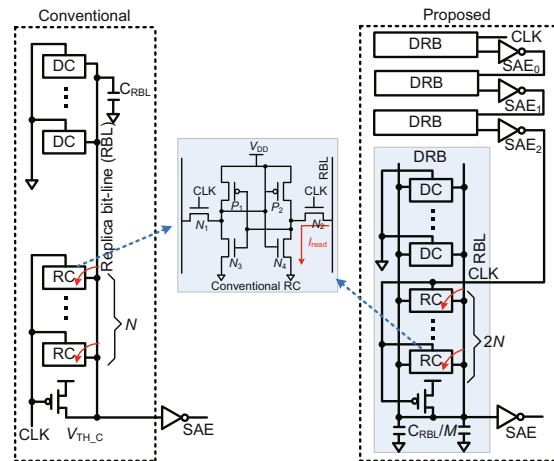 Conventional
DC
C_RBL
DC
Replica bit-line (RBL)
RC
N
RC
CLK
V_TH_C
SAE
V_DD
RBL
CLK
P_1
P_2
CLK
N_1
N_2
I_read
N_3
N_4
Conventional RC
Proposed
DRB
CLK
SAE_0
DRB
SAE_1
DRB
SAE_2
DRB
DC
DC
RBL
CLK
RC
2N
RC
C_RBL/M
SAE